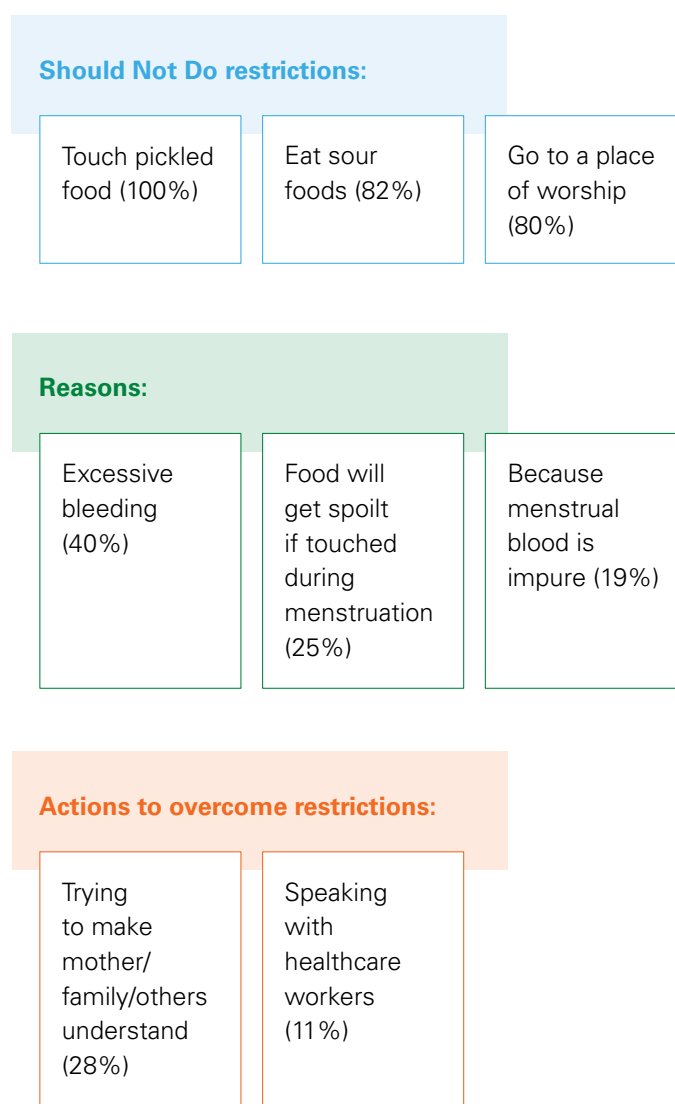 Should Not Do restrictions:
Touch pickled
food (100%)
Eat sour
foods (82%)
Go to a place
of worship
(80%)
Reasons:
Excessive
bleeding
(40%)
Food will
get spoilt
if touched
during
menstruation
(25%)
Because
menstrual
blood is
impure (19%)
Actions to overcome restrictions:
Trying
to make
mother/
family/others
understand
(28%)
Speaking
with
healthcare
workers
(11%)